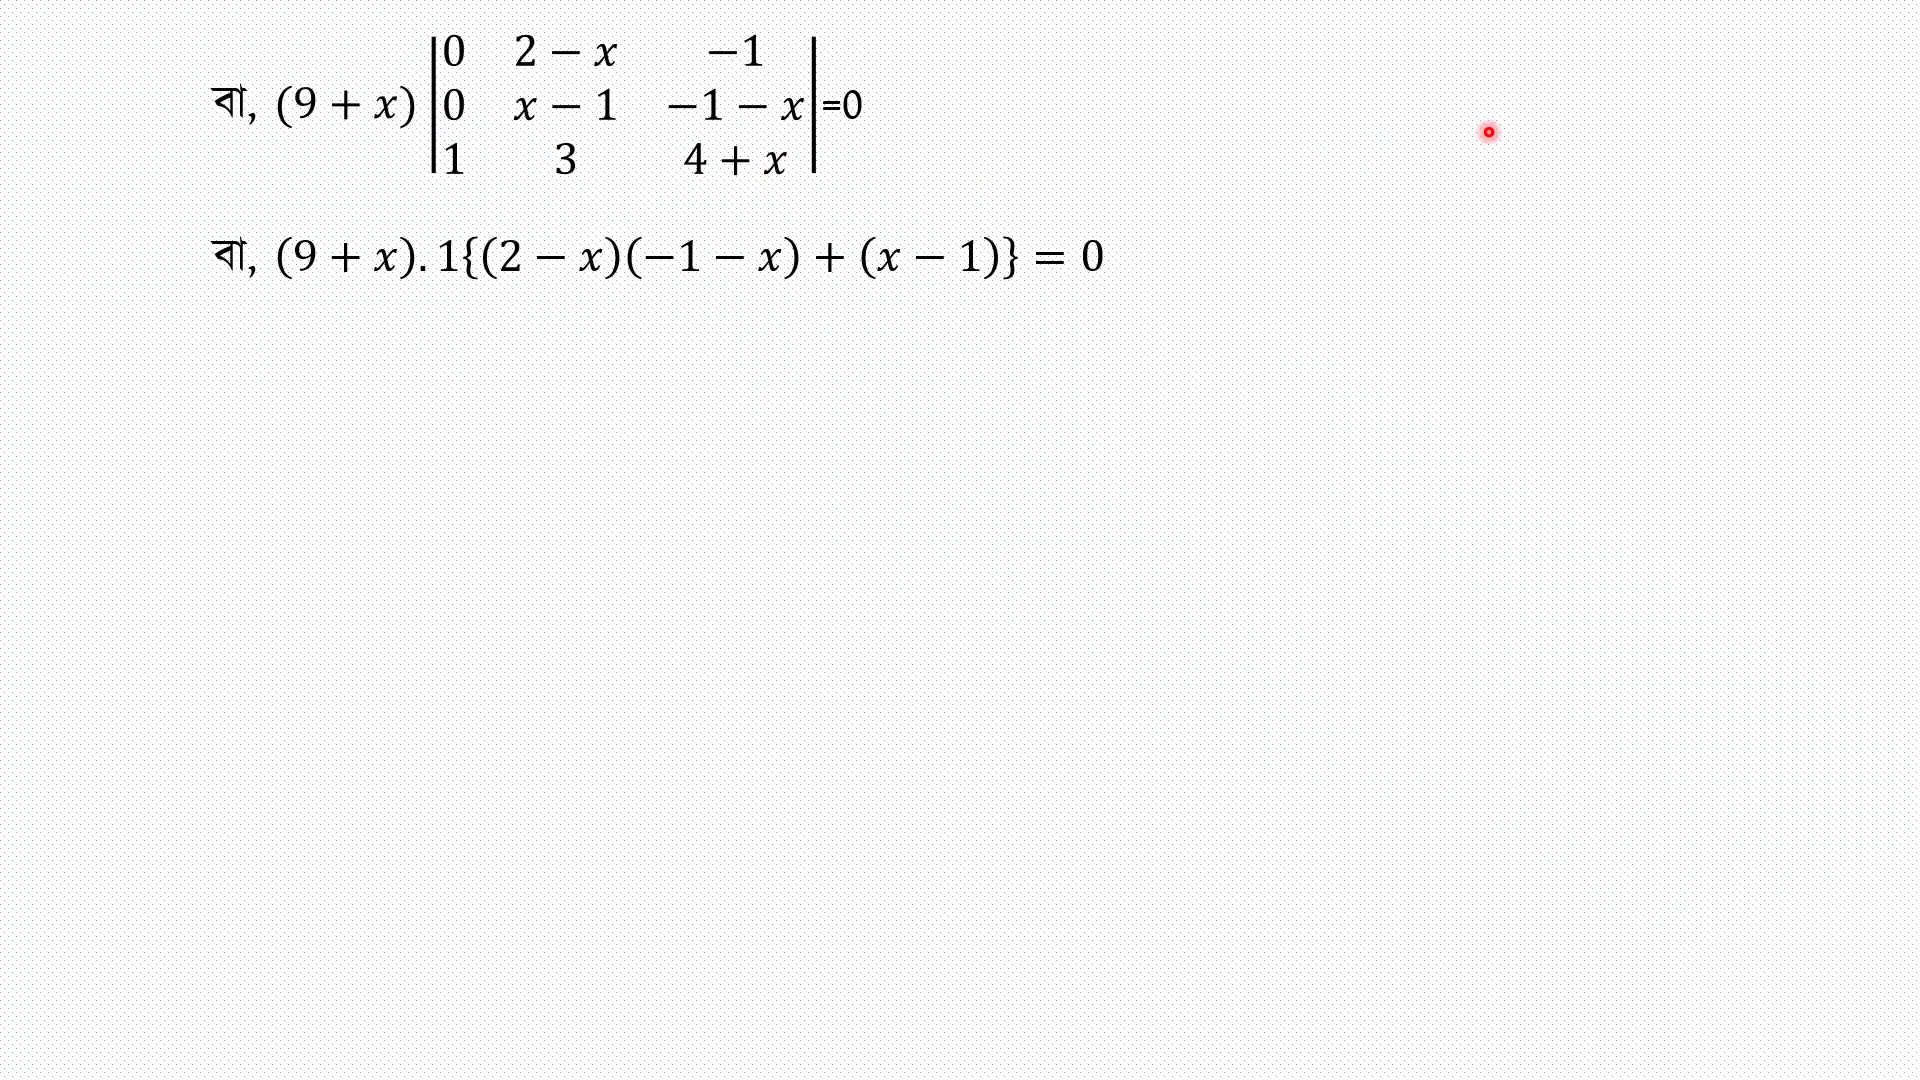 বা, (9 + x) |0 2 − x −1|
|0 x − 1 −1 − x| =0
|1 3 4 + x|
বা, (9 + x). 1{(2 − x)(−1 − x) + (x − 1)} = 0